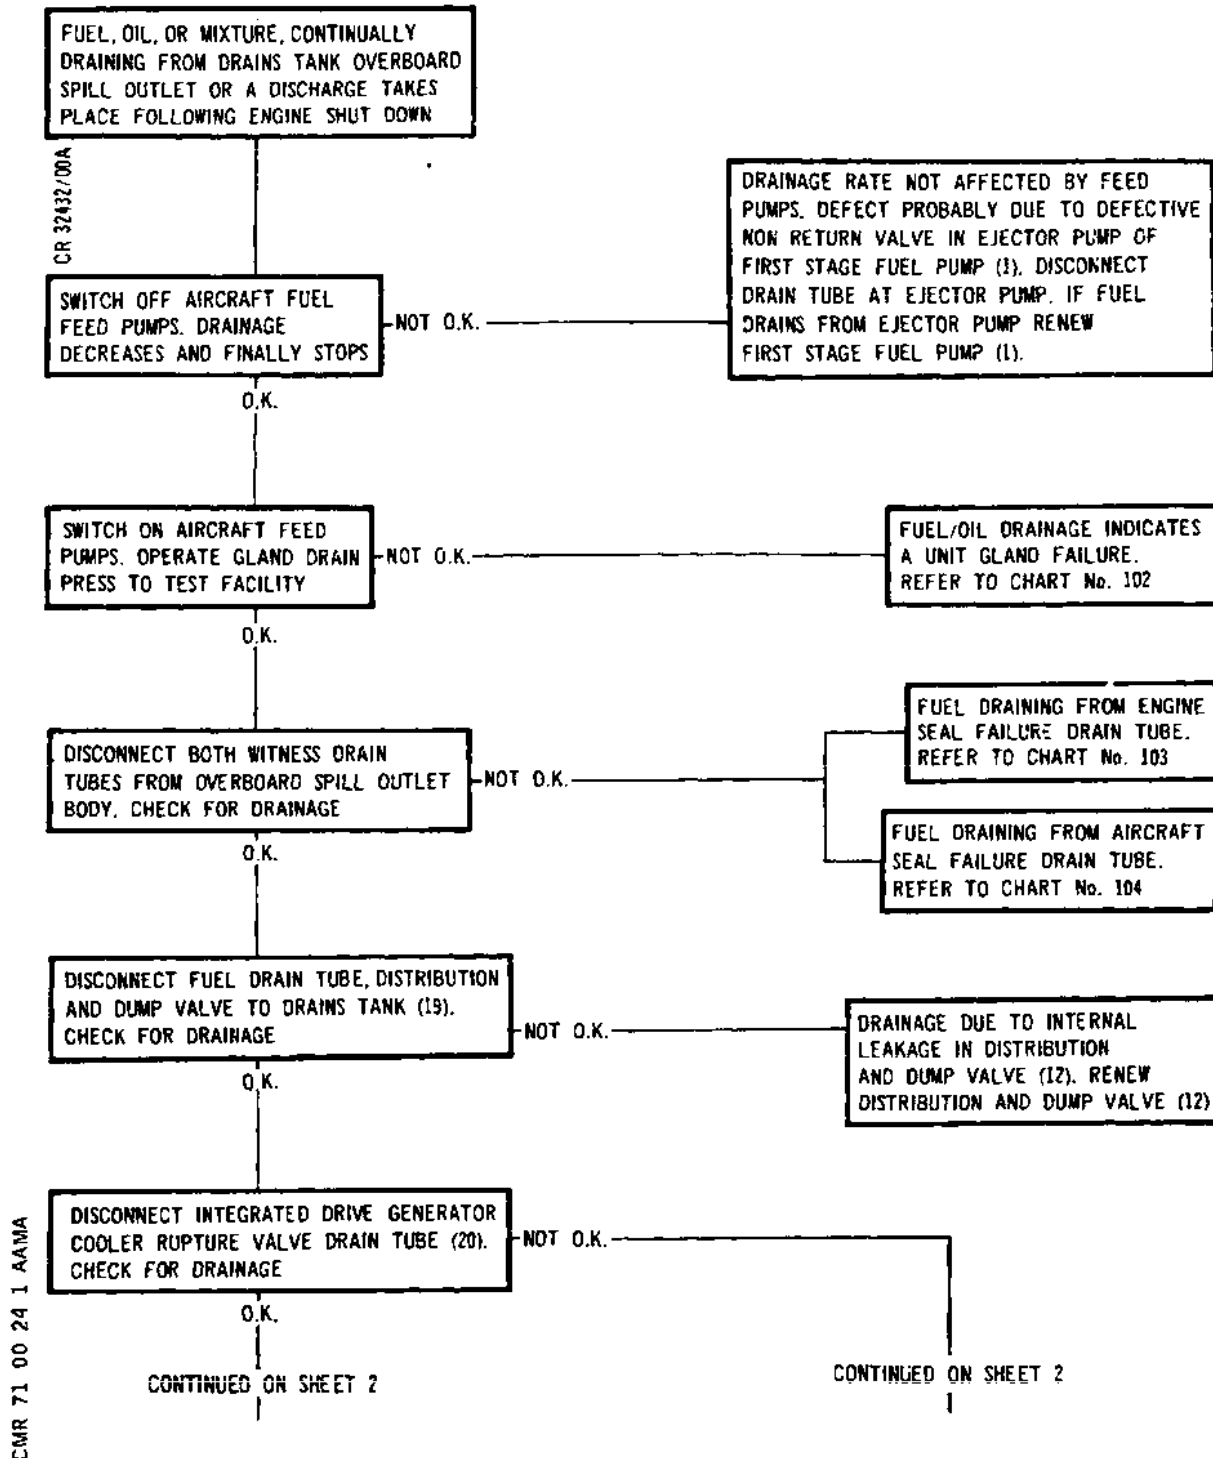 FUEL, OIL, OR MIXTURE, CONTINUALLY
DRAINING FROM DRAINS TANK OVERBOARD
SPILL OUTLET OR A DISCHARGE TAKES
PLACE FOLLOWING ENGINE SHUT DOWN
CR 32432/00A
SWITCH OFF AIRCRAFT FUEL
FEED PUMPS. DRAINAGE
DECREASES AND FINALLY STOPS
NOT O.K.
DRAINAGE RATE NOT AFFECTED BY FEED
PUMPS. DEFECT PROBABLY DUE TO DEFECTIVE
NON RETURN VALVE IN EJECTOR PUMP OF
FIRST STAGE FUEL PUMP (1). DISCONNECT
DRAIN TUBE AT EJECTOR PUMP. IF FUEL
DRAINS FROM EJECTOR PUMP RENEW
FIRST STAGE FUEL PUMP (1).
O.K.
SWITCH ON AIRCRAFT FEED
PUMPS. OPERATE GLAND DRAIN
PRESS TO TEST FACILITY
NOT O.K.
FUEL/OIL DRAINAGE INDICATES
A UNIT GLAND FAILURE.
REFER TO CHART No. 102
O.K.
DISCONNECT BOTH WITNESS DRAIN
TUBES FROM OVERBOARD SPILL OUTLET
BODY. CHECK FOR DRAINAGE
NOT O.K.
FUEL DRAINING FROM ENGINE
SEAL FAILURE DRAIN TUBE.
REFER TO CHART No. 103
FUEL DRAINING FROM AIRCRAFT
SEAL FAILURE DRAIN TUBE.
REFER TO CHART No. 104
O.K.
DISCONNECT FUEL DRAIN TUBE, DISTRIBUTION
AND DUMP VALVE TO DRAINS TANK (19).
CHECK FOR DRAINAGE
NOT O.K.
DRAINAGE DUE TO INTERNAL
LEAKAGE IN DISTRIBUTION
AND DUMP VALVE (12). RENEW
DISTRIBUTION AND DUMP VALVE (12)
O.K.
DISCONNECT INTEGRATED DRIVE GENERATOR
COOLER RUPTURE VALVE DRAIN TUBE (20).
CHECK FOR DRAINAGE
NOT O.K.
O.K.
CONTINUED ON SHEET 2
CONTINUED ON SHEET 2
CMR 71 00 24 1 AAMA